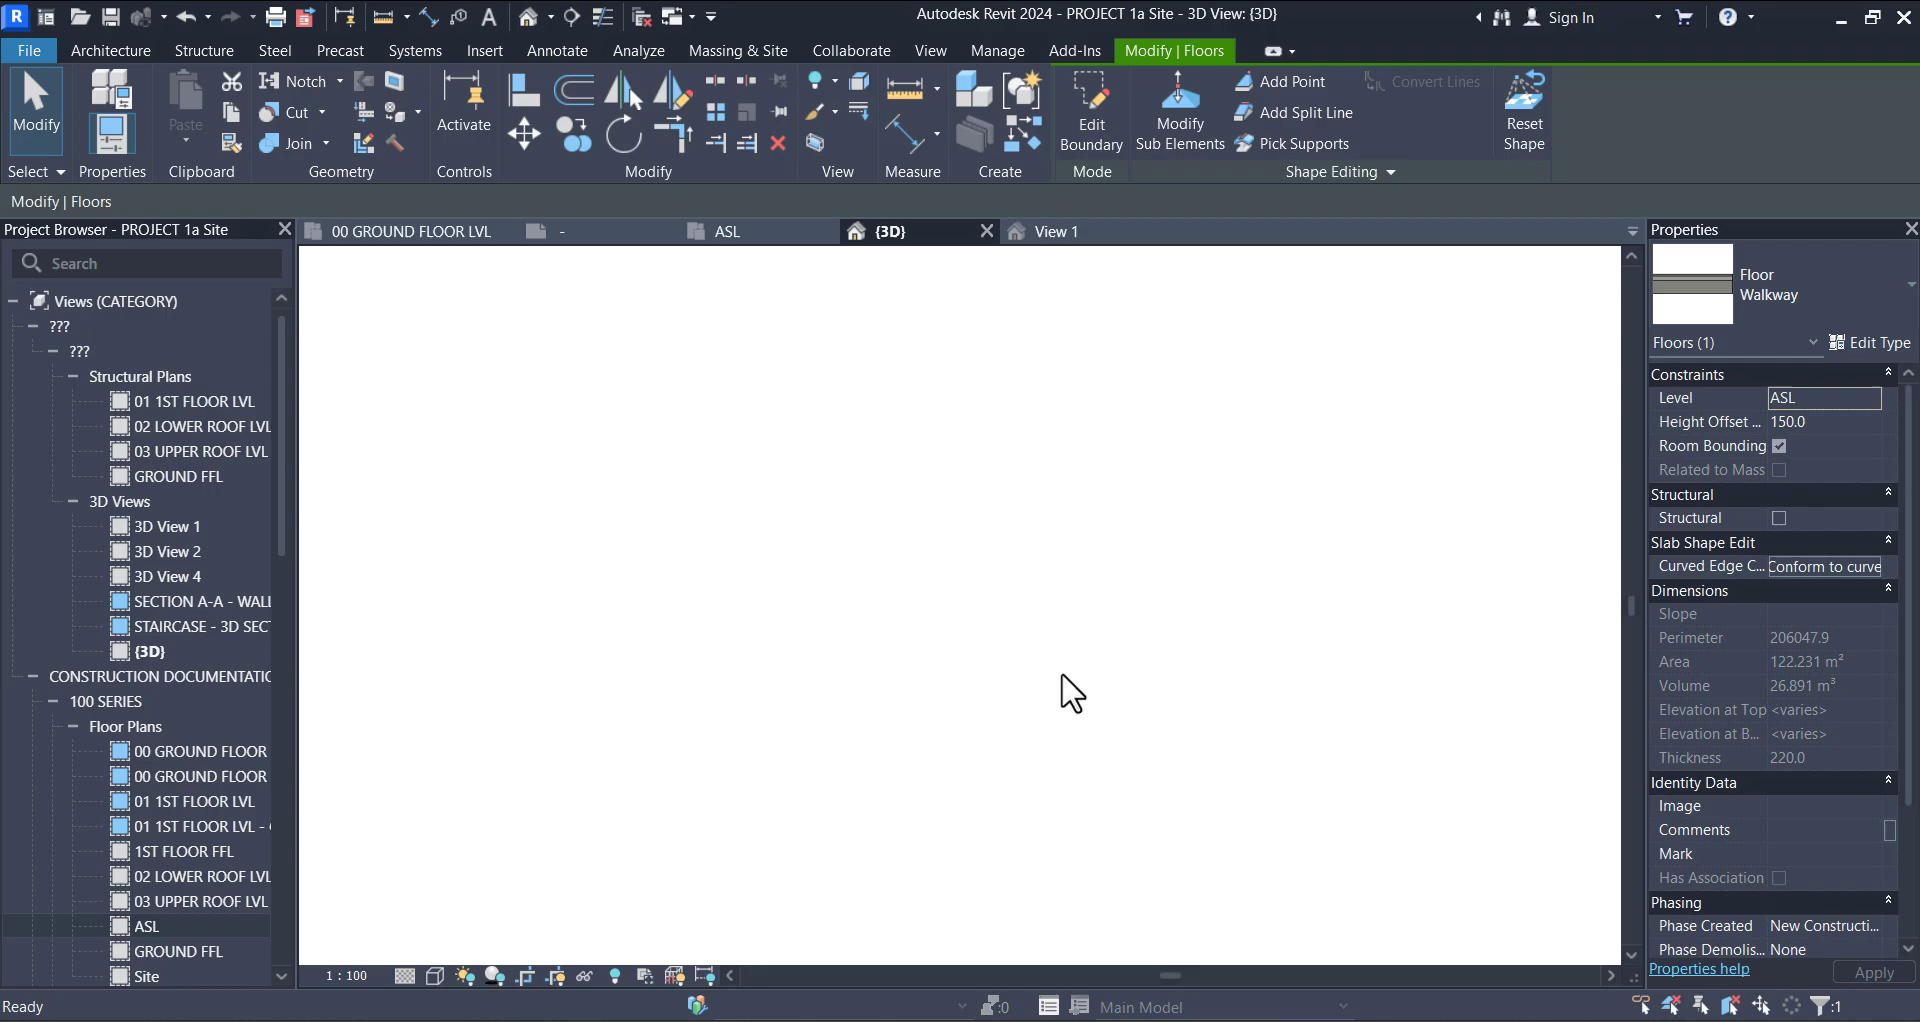 Autodesk Revit 2024 - PROJECT 1a Site - 3D View: {3D}
Sign In
File Architecture Structure Steel Precast Systems Insert Annotate Analyze Massing & Site Collaborate View Manage Add-Ins Modify | Floors
Modify
Paste
Notch
Cut
Join
Activate
Edit
Boundary
Modify
Sub Elements
Add Point
Add Split Line
Pick Supports
Convert Lines
Reset
Shape
Select Properties Clipboard Geometry Controls Modify View Measure Create Mode Shape Editing
Modify | Floors
Project Browser - PROJECT 1a Site
Search
Views (CATEGORY)
???
???
Structural Plans
01 1ST FLOOR LVL
02 LOWER ROOF LVL
03 UPPER ROOF LVL
GROUND FFL
3D Views
3D View 1
3D View 2
3D View 4
SECTION A-A - WALL
STAIRCASE - 3D SECT
{3D}
CONSTRUCTION DOCUMENTATIO
100 SERIES
Floor Plans
00 GROUND FLOOR
00 GROUND FLOOR
01 1ST FLOOR LVL
01 1ST FLOOR LVL -
1ST FLOOR FFL
02 LOWER ROOF LVL
03 UPPER ROOF LVL
ASL
GROUND FFL
Site
00 GROUND FLOOR LVL - ASL {3D} View 1
1 : 100
Properties
Floor
Walkway
Floors (1) Edit Type
Constraints
Level ASL
Height Offset ... 150.0
Room Bounding
Related to Mass
Structural
Structural
Slab Shape Edit
Curved Edge C... Conform to curve
Dimensions
Slope
Perimeter 206047.9
Area 122.231 m²
Volume 26.891 m³
Elevation at Top <varies>
Elevation at B... <varies>
Thickness 220.0
Identity Data
Image
Comments
Mark
Has Association
Phasing
Phase Created New Constructi...
Phase Demolis... None
Properties help Apply
Ready
:0
Main Model
:1